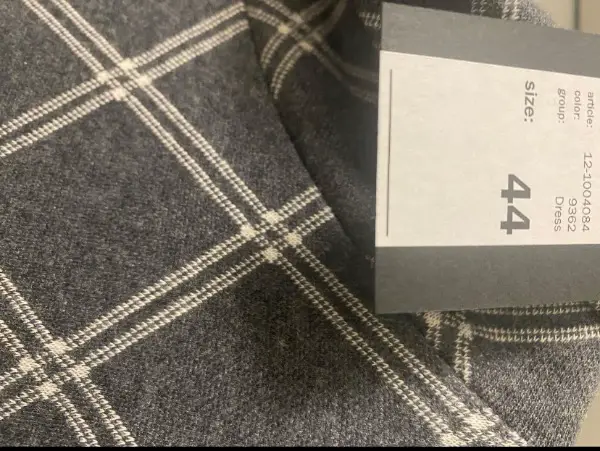 article: 12-1004084
color: 9362
group: Dress
size: 44